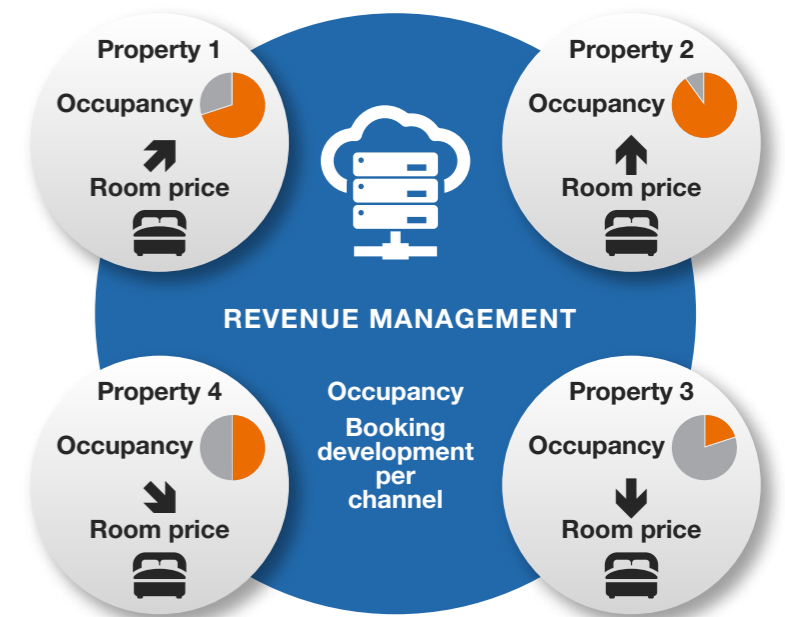 Property 1
Occupancy
Room price
Property 2
Occupancy
Room price
REVENUE MANAGEMENT
Occupancy
Booking
development
per
channel
Property 4
Occupancy
Room price
Property 3
Occupancy
Room price